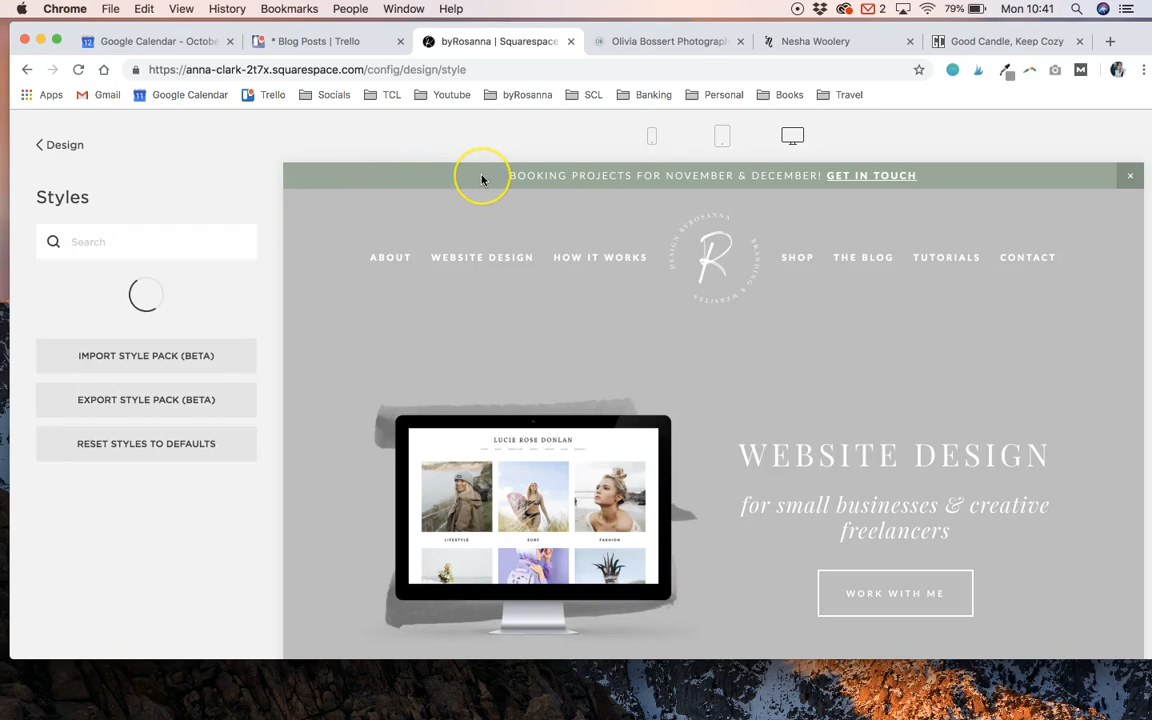 Chrome File Edit View History Bookmarks People Window Help 2 79% Mon 10:41
Google Calendar - Octobe * Blog Posts | Trello byRosanna | Squarespace Olivia Bossert Photograph Nesha Woolery Good Candle, Keep Cozy
https://anna-clark-2t7x.squarespace.com/config/design/style
Apps Gmail Google Calendar Trello Socials TCL Youtube byRosanna SCL Banking Personal Books Travel
Design
BOOKING PROJECTS FOR NOVEMBER & DECEMBER! GET IN TOUCH
Styles
Search
ABOUT WEBSITE DESIGN HOW IT WORKS SHOP THE BLOG TUTORIALS CONTACT
DESIGN BYROSANNA
R
BRANDING & WEBSITES
IMPORT STYLE PACK (BETA)
EXPORT STYLE PACK (BETA)
RESET STYLES TO DEFAULTS
LUCIE ROSE DONLAN
LIFESTYLE SURF FASHION
WEBSITE DESIGN
for small businesses & creative
freelancers
WORK WITH ME